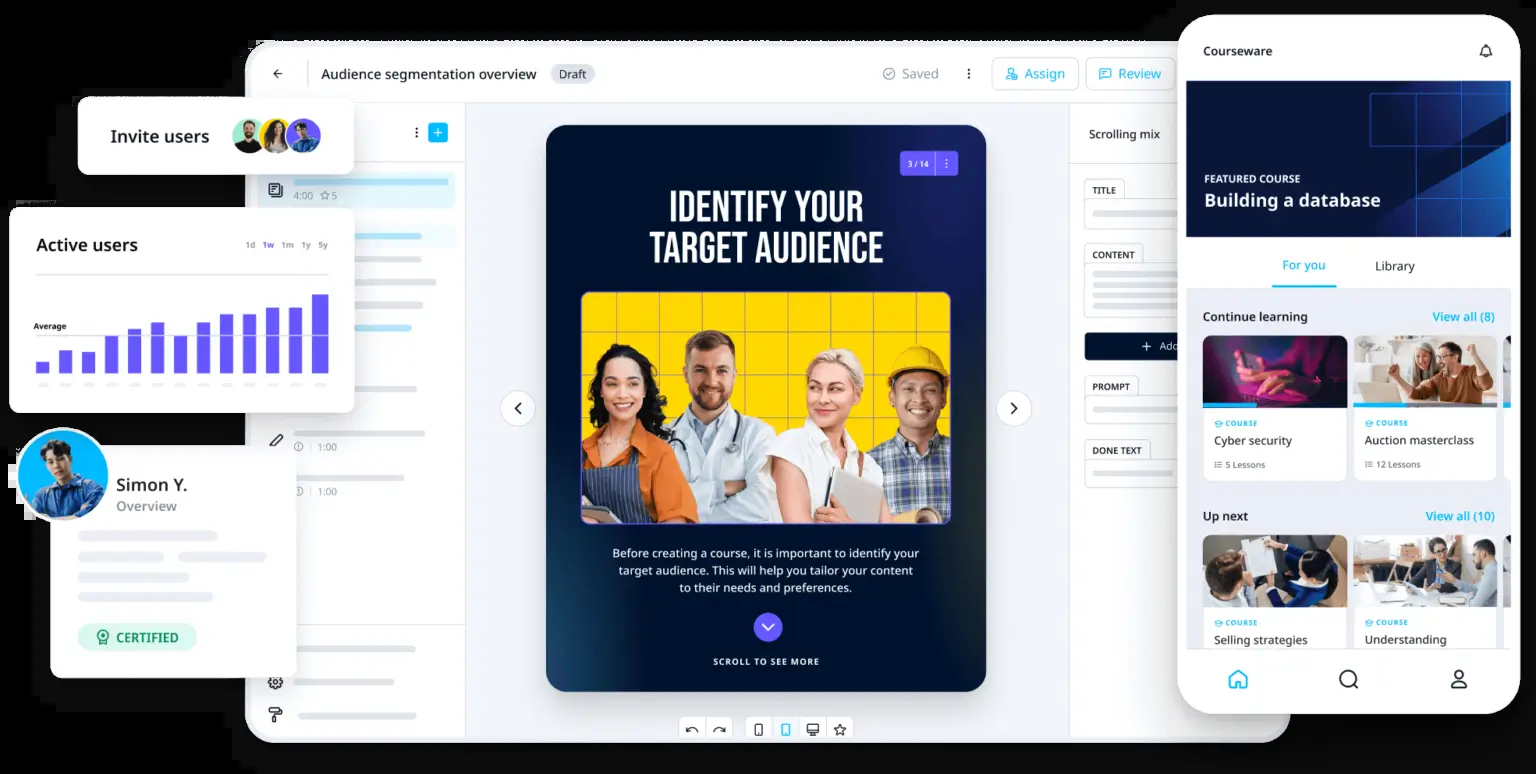 Audience segmentation overview
Draft
Saved
Assign
Review
Invite users
4:00
5
Active users
1d 1w 1m 1y 5y
Average
1:00
1:00
Simon Y.
Overview
CERTIFIED
3 / 14
IDENTIFY YOUR
TARGET AUDIENCE
Before creating a course, it is important to identify your
target audience. This will help you tailor your content
to their needs and preferences.
SCROLL TO SEE MORE
Scrolling mix
TITLE
CONTENT
+ Add
PROMPT
DONE TEXT
Courseware
FEATURED COURSE
Building a database
For you
Library
Continue learning
View all (8)
COURSE
Cyber security
5 Lessons
COURSE
Auction masterclass
12 Lessons
Up next
View all (10)
COURSE
Selling strategies
COURSE
Understanding